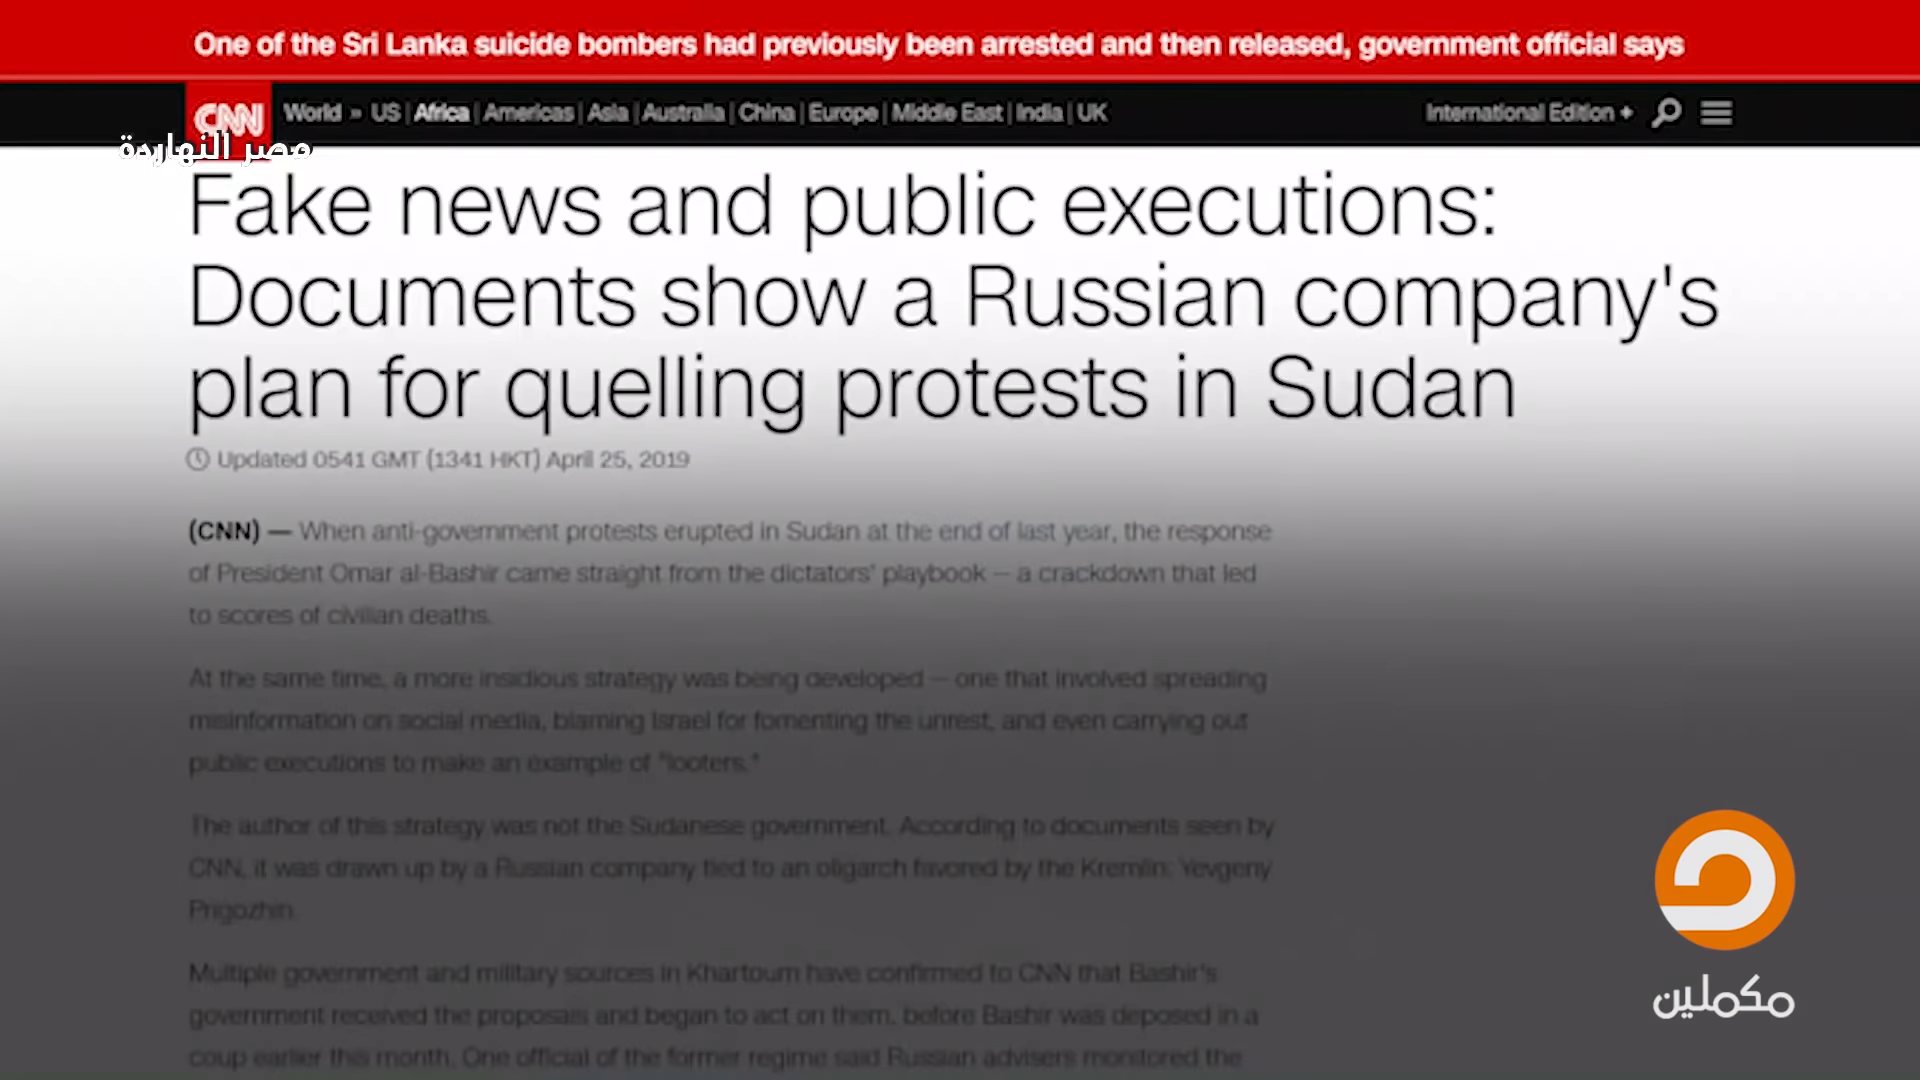 One of the Sri Lanka suicide bombers had previously been arrested and then released, government official says
CNN World » US | Africa | Americas | Asia | Australia | China | Europe | Middle East | India | UK International Edition +
مصر النهاردة
Fake news and public executions:
Documents show a Russian company's
plan for quelling protests in Sudan
Updated 0541 GMT (1341 HKT) April 25, 2019
(CNN) — When anti-government protests erupted in Sudan at the end of last year, the response
of President Omar al-Bashir came straight from the dictators' playbook — a crackdown that led
to scores of civilian deaths.
At the same time, a more insidious strategy was being developed — one that involved spreading
misinformation on social media, blaming Israel for fomenting the unrest, and even carrying out
public executions to make an example of "looters."
The author of this strategy was not the Sudanese government. According to documents seen by
CNN, it was drawn up by a Russian company tied to an oligarch favored by the Kremlin: Yevgeny
Prigozhin.
Multiple government and military sources in Khartoum have confirmed to CNN that Bashir's
government received the proposals and began to act on them, before Bashir was deposed in a
coup earlier this month. One official of the former regime said Russian advisers monitored the
مكملين